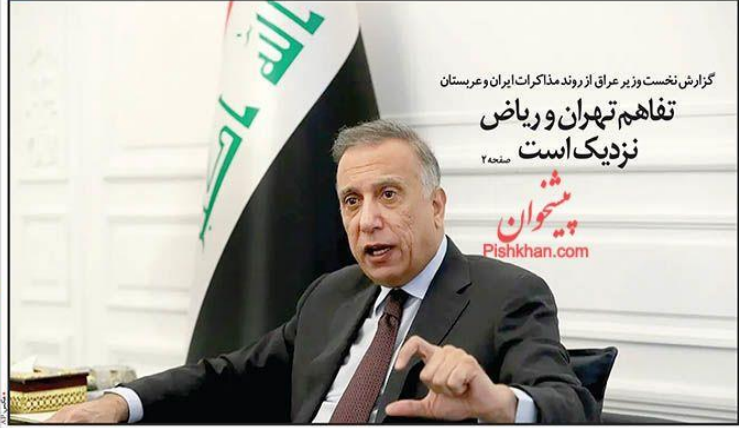 گزارش نخست وزیر عراق از روند مذاکرات ایران و عربستان
تفاهم تهران و ریاض
نزدیک است صفحه ۲
پیشخوان
Pishkhan.com
الله